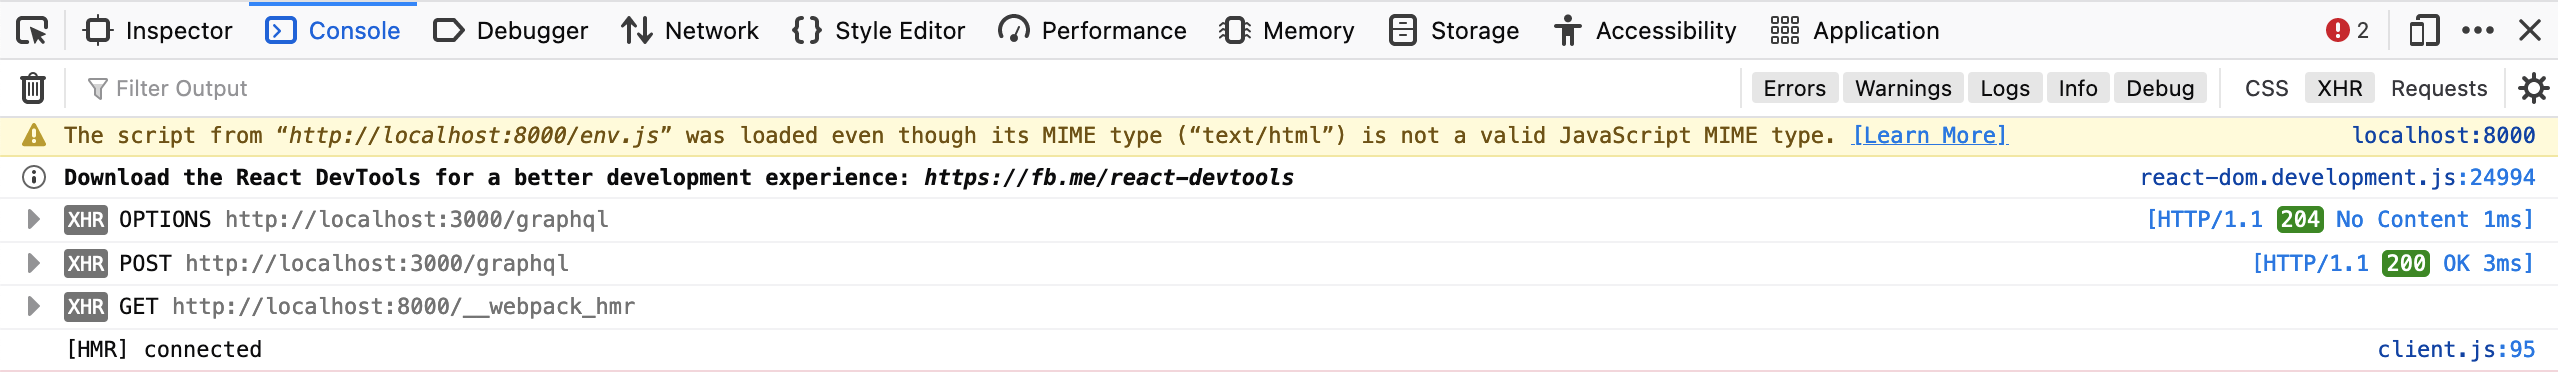 Inspector Console Debugger Network Style Editor Performance Memory Storage Accessibility Application 2
Filter Output Errors Warnings Logs Info Debug CSS XHR Requests
The script from “http://localhost:8000/env.js” was loaded even though its MIME type (“text/html”) is not a valid JavaScript MIME type. [Learn More] localhost:8000
Download the React DevTools for a better development experience: https://fb.me/react-devtools react-dom.development.js:24994
XHR OPTIONS http://localhost:3000/graphql [HTTP/1.1 204 No Content 1ms]
XHR POST http://localhost:3000/graphql [HTTP/1.1 200 OK 3ms]
XHR GET http://localhost:8000/__webpack_hmr
[HMR] connected client.js:95